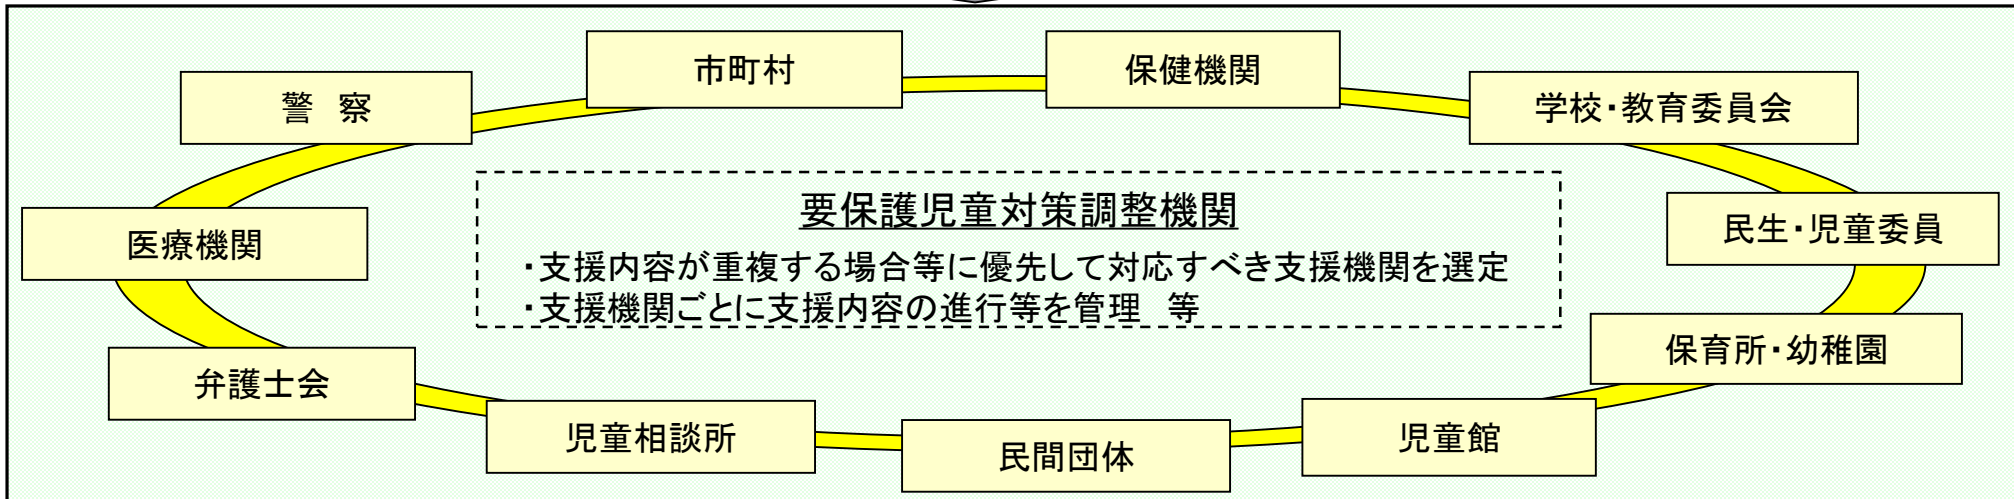 市町村
保健機関
警　察
学校・教育委員会
要保護児童対策調整機関
医療機関
民生・児童委員
・支援内容が重複する場合等に優先して対応すべき支援機関を選定
・支援機関ごとに支援内容の進行等を管理　等
弁護士会
保育所・幼稚園
児童相談所
民間団体
児童館